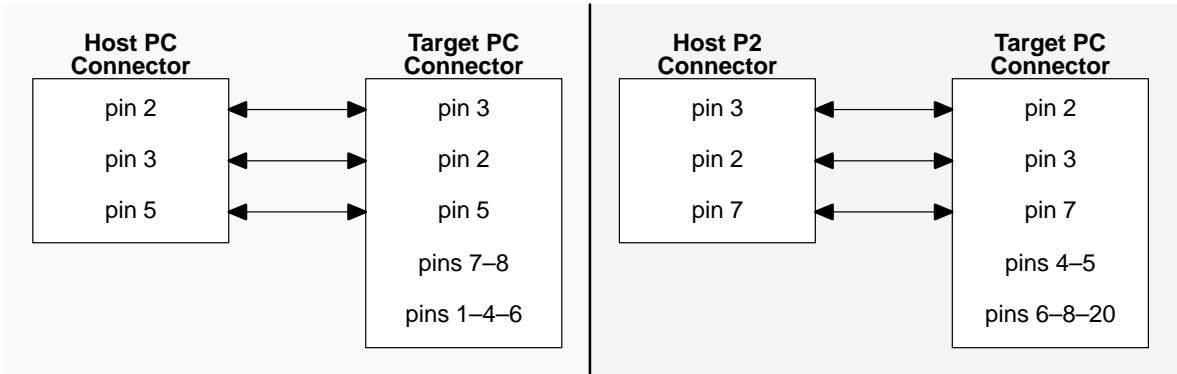 Host PC
Connector
Target PC
Connector
pin 2
pin 3
pin 3
pin 2
pin 5
pin 5
pins 7–8
pins 1–4–6
Host P2
Connector
Target PC
Connector
pin 3
pin 2
pin 2
pin 3
pin 7
pin 7
pins 4–5
pins 6–8–20